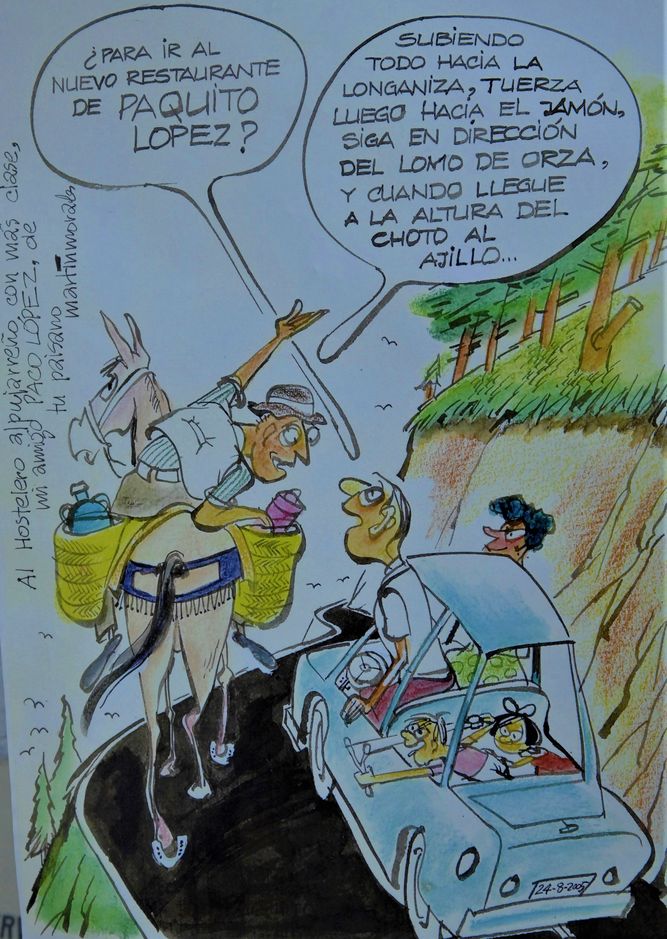 ¿PARA IR AL
NUEVO RESTAURANTE
DE PAQUITO
LOPEZ?
SUBIENDO
TODO HACIA LA
LONGANIZA, TUERZA
LUEGO HACIA EL JAMÓN,
SIGA EN DIRECCIÓN
DEL LOMO DE ORZA,
Y CUANDO LLEGUE
A LA ALTURA DEL
CHOTO AL
AJILLO...
Al Hostelero alpujarreño con más clase,
mi amigo PACO LÓPEZ, de
tu paisano
martinmorales
24-8-2005